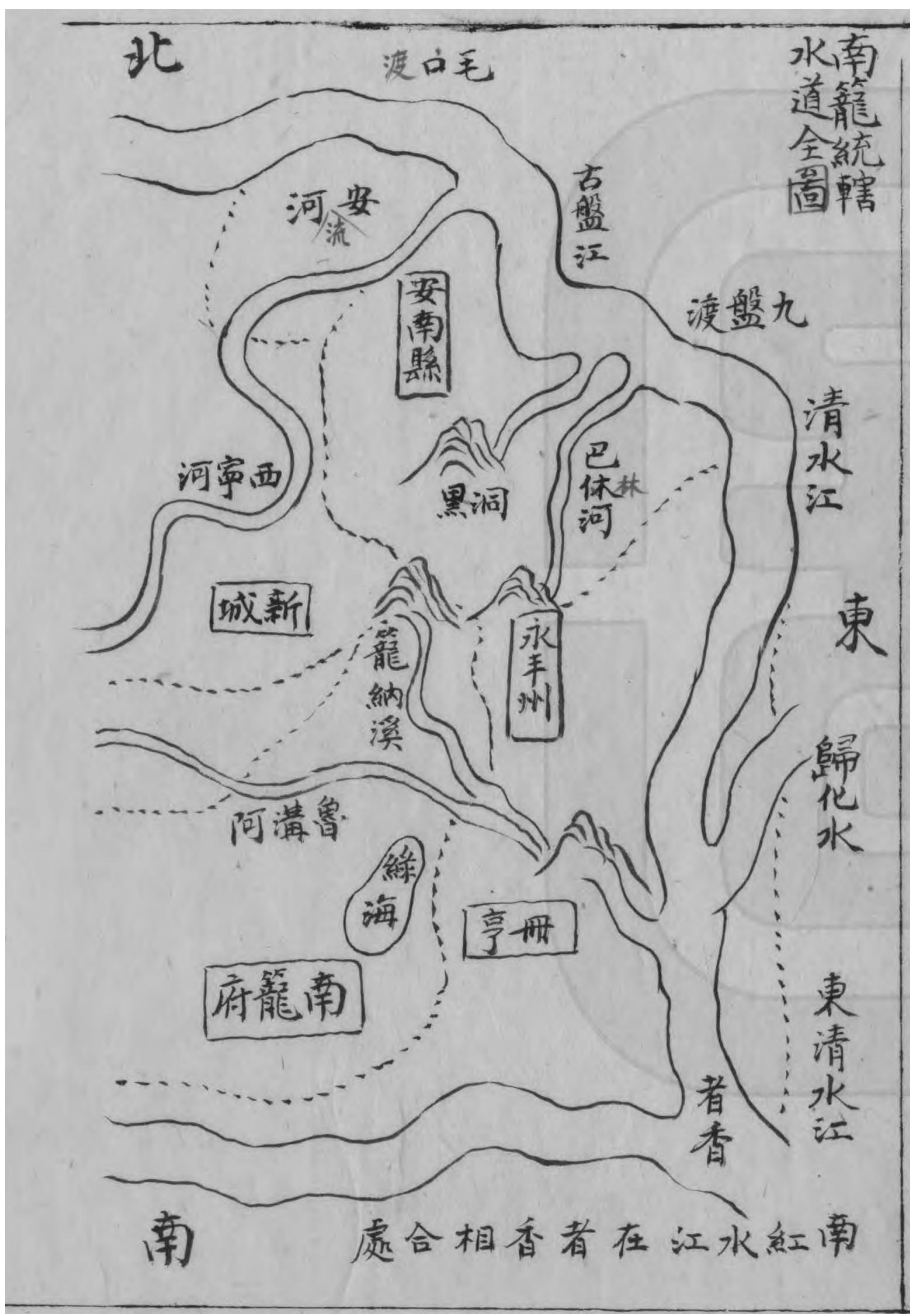 南籠統轄
水道全圖
北
毛口渡
古盤江
九盤渡
清水江
安河
流
安南縣
西寧河
黑洞
巴休河
林
東
新城
籠納溪
永丰州
歸化水
魯溝阿
綠海
冊亨
南籠府
東清水江
者香
南
南紅水江在者香相合處